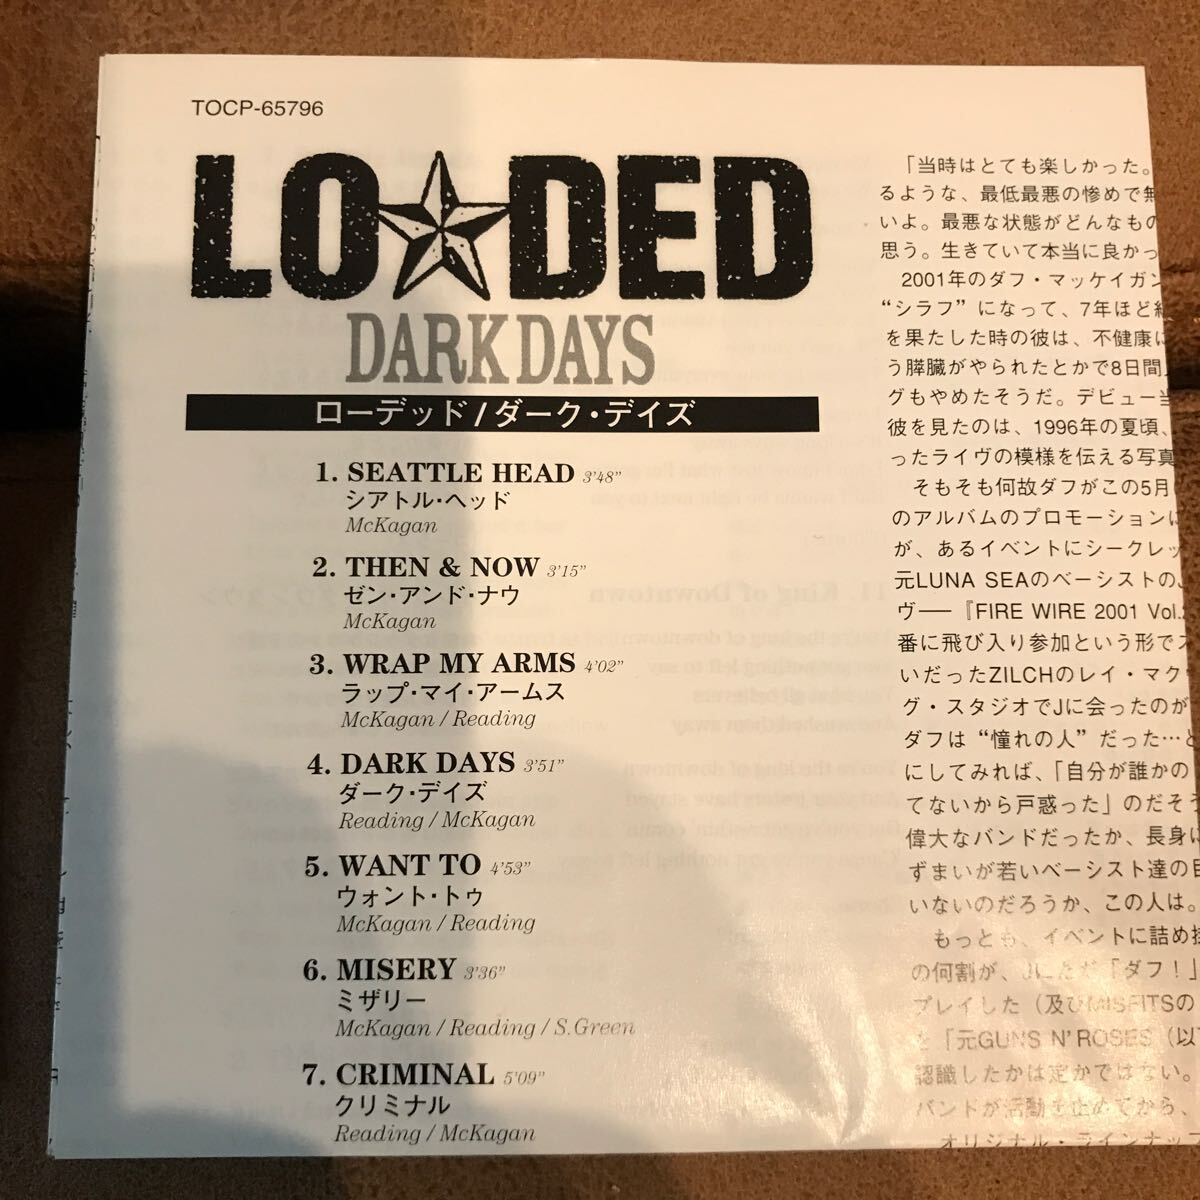 TOCP-65796
LO★DED
DARK DAYS
ローデッド/ダーク・デイズ
1. SEATTLE HEAD 3'48"
シアトル・ヘッド
McKagan
2. THEN & NOW 3'15"
ゼン・アンド・ナウ
McKagan
3. WRAP MY ARMS 4'02"
ラップ・マイ・アームス
McKagan / Reading
4. DARK DAYS 3'51"
ダーク・デイズ
Reading / McKagan
5. WANT TO 4'53"
ウォント・トゥ
McKagan / Reading
6. MISERY 3'36"
ミザリー
McKagan / Reading / S.Green
7. CRIMINAL 5'09"
クリミナル
Reading / McKagan
「当時はとても楽しかった。
るような、最低最悪の惨めで無
いよ。最悪な状態がどんなもの
思う。生きていて本当に良かっ
2001年のダフ・マッケイガン
“シラフ”になって、7年ほど経
を果たした時の彼は、不健康に
う膵臓がやられたとかで8日間
グもやめたそうだ。デビュー当
彼を見たのは、1996年の夏頃、
ったライヴの模様を伝える写真
そもそも何故ダフがこの5月
のアルバムのプロモーションに
が、あるイベントにシークレッ
元LUNA SEAのベーシストのJ
ヴ──『FIRE WIRE 2001 Vol.
番に飛び入り参加という形でス
いだったZILCHのレイ・マク
グ・スタジオでJに会ったのが
ダフは“憧れの人”だった…と
にしてみれば、「自分が誰かの
てないから戸惑った」のだそう
偉大なバンドだったか、長身に
ずまいが若いベーシスト達の目
いないのだろうか、この人は。
もっとも、イベントに詰め掛
の何割が、Jにただ「ダフ！」
プレイした（及びMISFITSの
と「元GUNS N' ROSES（以
認識したかは定かではない。
バンドが活動を止めてから、
オリジナル・ラインナップ